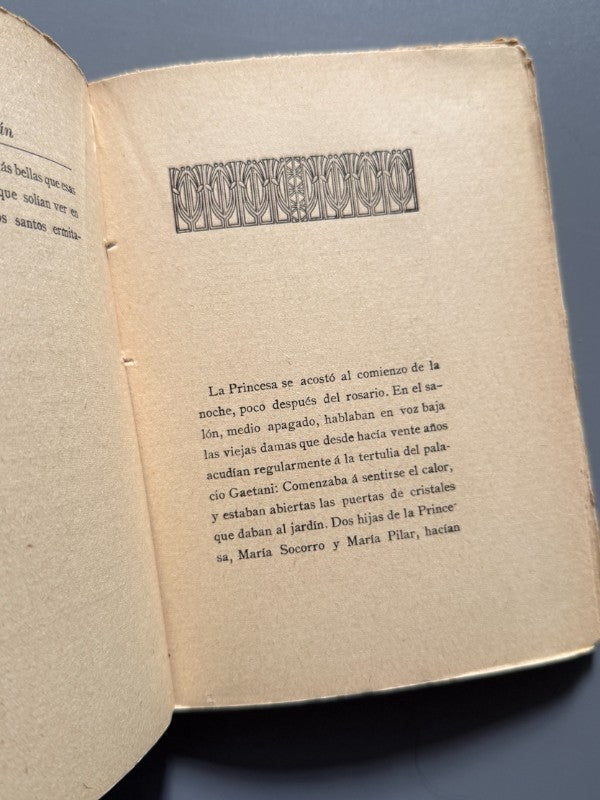 ín
ás bellas que esas
que solían ver en
os santos ermita-
La Princesa se acostó al comienzo de la
noche, poco después del rosario. En el sa-
lón, medio apagado, hablaban en voz baja
las viejas damas que desde hacía vente años
acudían regularmente á la tertulia del pala-
cio Gaetani: Comenzaba á sentirse el calor,
y estaban abiertas las puertas de cristales
que daban al jardín. Dos hijas de la Prince-
sa, María Socorro y María Pilar, hacían